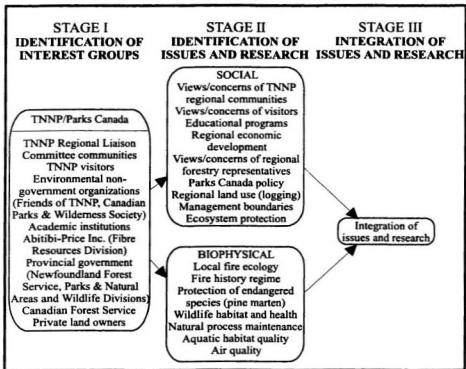 STAGE I
IDENTIFICATION OF
INTEREST GROUPS
TNNP/Parks Canada
TNNP Regional Liaison
Committee communities
TNNP visitors
Environmental non-
government organizations
(Friends of TNNP, Canadian
Parks & Wilderness Society)
Academic institutions
Abitibi-Price Inc. (Fibre
Resources Division)
Provincial government
(Newfoundland Forest
Service, Parks & Natural
Areas and Wildlife Divisions)
Canadian Forest Service
Private land owners
STAGE II
IDENTIFICATION OF
ISSUES AND RESEARCH
SOCIAL
Views/concerns of TNNP
regional communities
Views/concerns of visitors
Educational programs
Regional economic
development
Views/concerns of regional
forestry representatives
Parks Canada policy
Regional land use (logging)
Management boundaries
Ecosystem protection
BIOPHYSICAL
Local fire ecology
Fire history regime
Protection of endangered
species (pine marten)
Wildlife habitat and health
Natural process maintenance
Aquatic habitat quality
Air quality
STAGE III
INTEGRATION OF
ISSUES AND RESEARCH
Integration of
issues and research